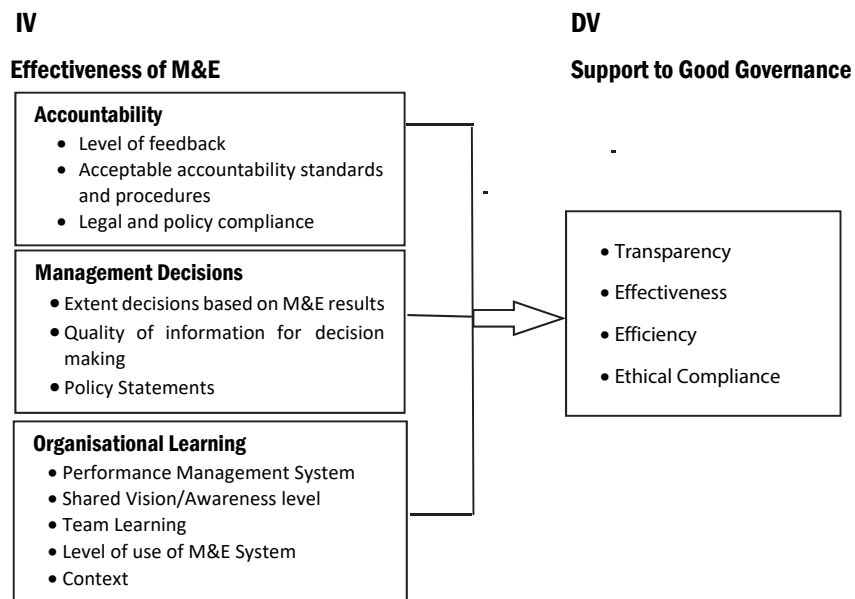 IV
DV
Effectiveness of M&E
Support to Good Governance
Accountability
• Level of feedback
• Acceptable accountability standards
and procedures
• Legal and policy compliance
Management Decisions
• Extent decisions based on M&E results
• Quality of information for decision
making
• Policy Statements
Organisational Learning
• Performance Management System
• Shared Vision/Awareness level
• Team Learning
• Level of use of M&E System
• Context
• Transparency
• Effectiveness
• Efficiency
• Ethical Compliance